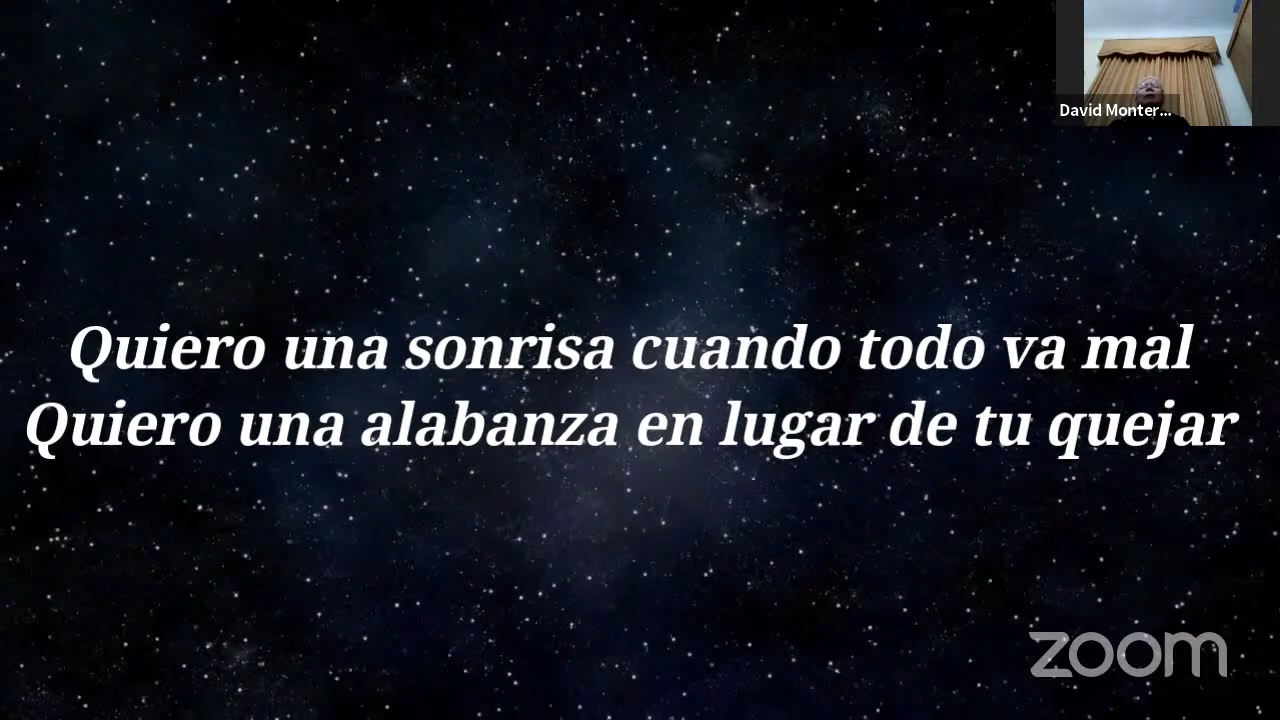 David Monter...
Quiero una sonrisa cuando todo va mal
Quiero una alabanza en lugar de tu quejar
zoom